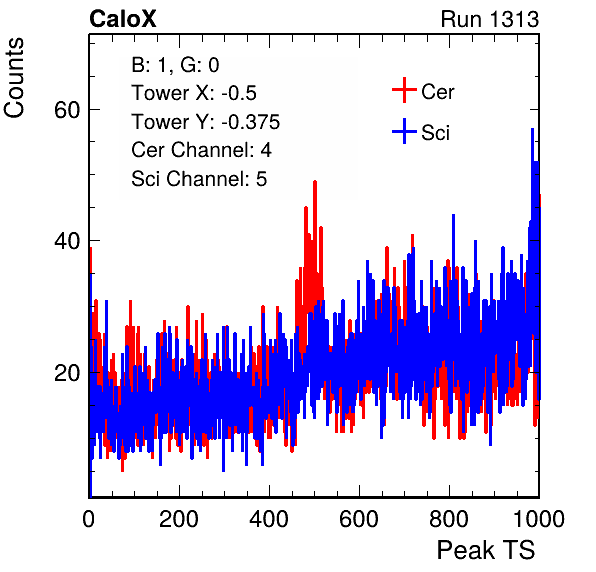 CaloX
Run 1313
Counts
B: 1, G: 0
Tower X: -0.5
Tower Y: -0.375
Cer Channel: 4
Sci Channel: 5
Cer
Sci
60
40
20
0 200 400 600 800 1000
Peak TS